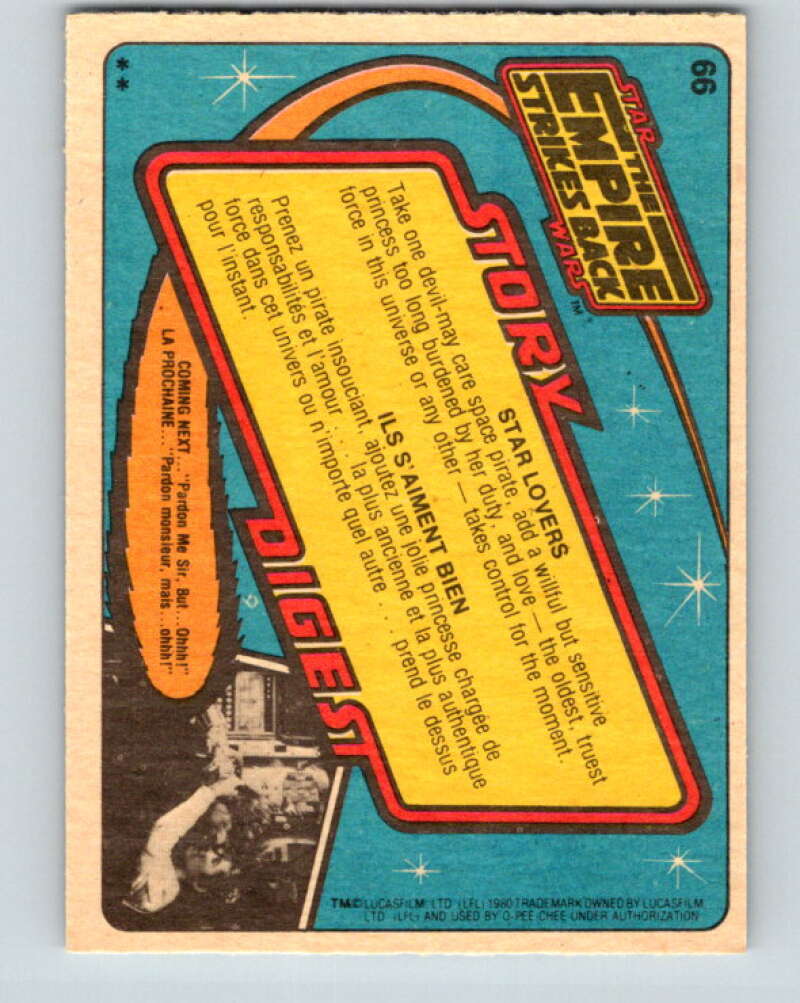 66
STAR
THE
EMPIRE
STRIKES BACK
WARS™
STORY
DIGEST
STAR LOVERS
Take one devil-may care space pirate, add a willful but sensitive
princess too long burdened by her duty, and love — the oldest, truest
force in this universe or any other — takes control for the moment.
ILS S'AIMENT BIEN
Prenez un pirate insouciant, ajoutez une jolie princesse chargée de
responsabilités et l'amour . . . la plus ancienne et la plus authentique
force dans cet univers ou n'importe quel autre . . . prend le dessus
pour l'instant.
COMING NEXT... "Pardon Me Sir, But... Ohhh!"
LA PROCHAINE... "Pardon monsieur, mais... ohhh!"
**
TM© LUCASFILM, LTD. (LFL) 1980 TRADEMARK OWNED BY LUCASFILM,
LTD. (LFL) AND USED BY O-PEE-CHEE UNDER AUTHORIZATION